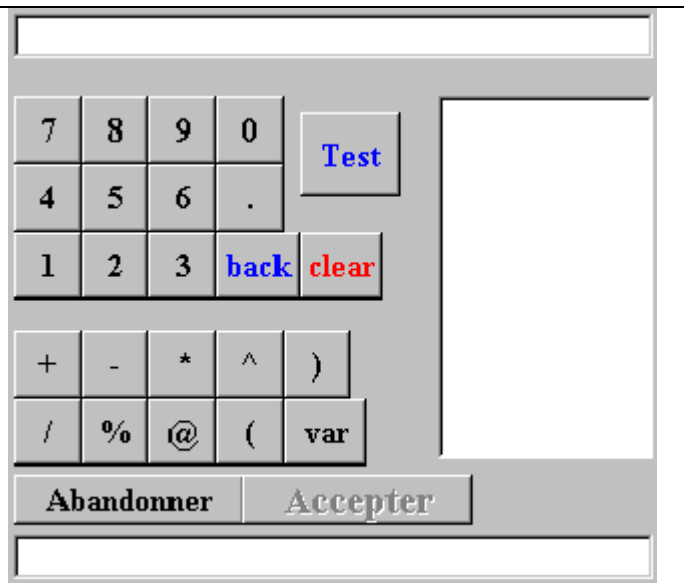 7 8 9 0 Test
4 5 6 .
1 2 3 back clear
+ - * ^ )
/ % @ ( var
Abandonner Accepter